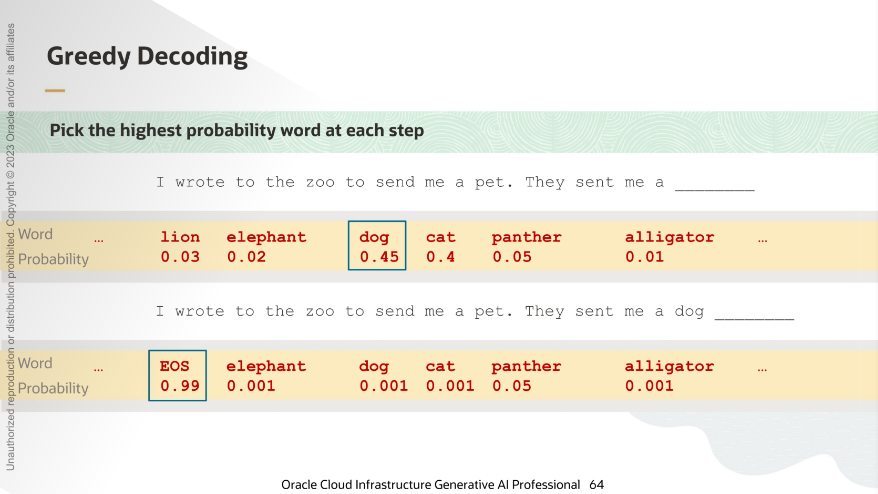 Greedy Decoding
Pick the highest probability word at each step
I wrote to the zoo to send me a pet. They sent me a ________
Word ... lion elephant dog cat panther alligator ...
Probability 0.03 0.02 0.45 0.4 0.05 0.01
I wrote to the zoo to send me a pet. They sent me a dog ________
Word ... EOS elephant dog cat panther alligator ...
Probability 0.99 0.001 0.001 0.001 0.05 0.001
Oracle Cloud Infrastructure Generative AI Professional 64
Unauthorized reproduction or distribution prohibited. Copyright © 2023 Oracle and/or its affiliates